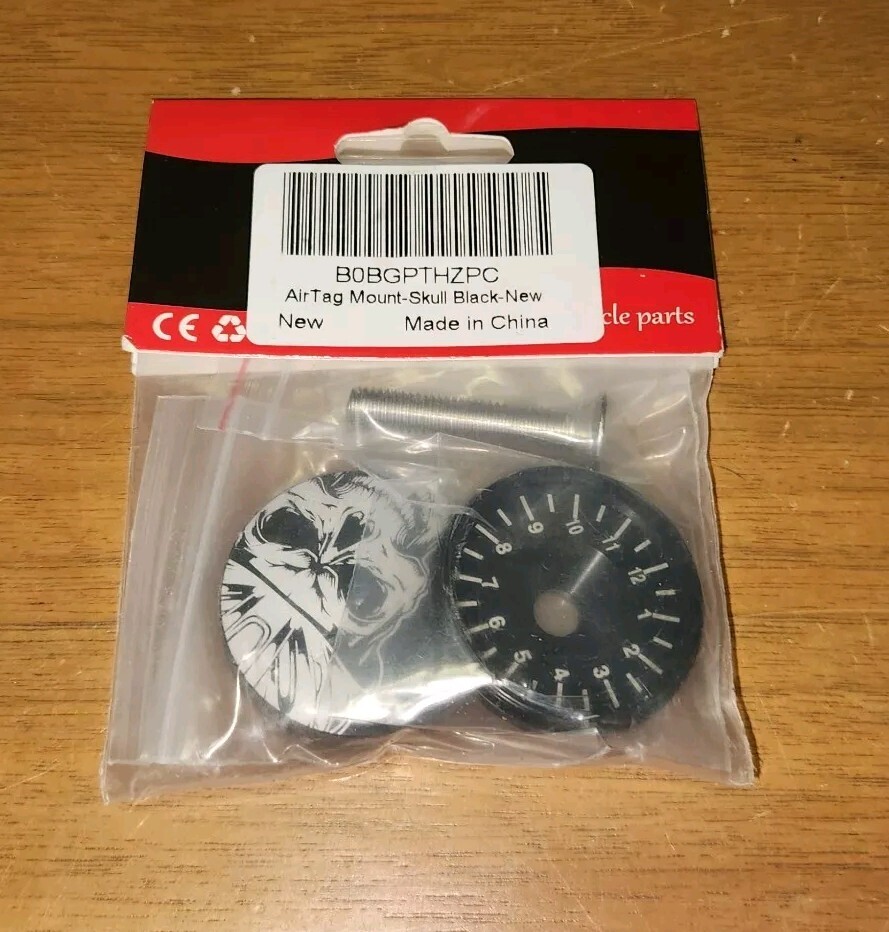 B0BGPTHZPC
AirTag Mount-Skull Black-New
New Made in China
CE cle parts
9 10 11
8 12
7 1
6 2
5 4 3